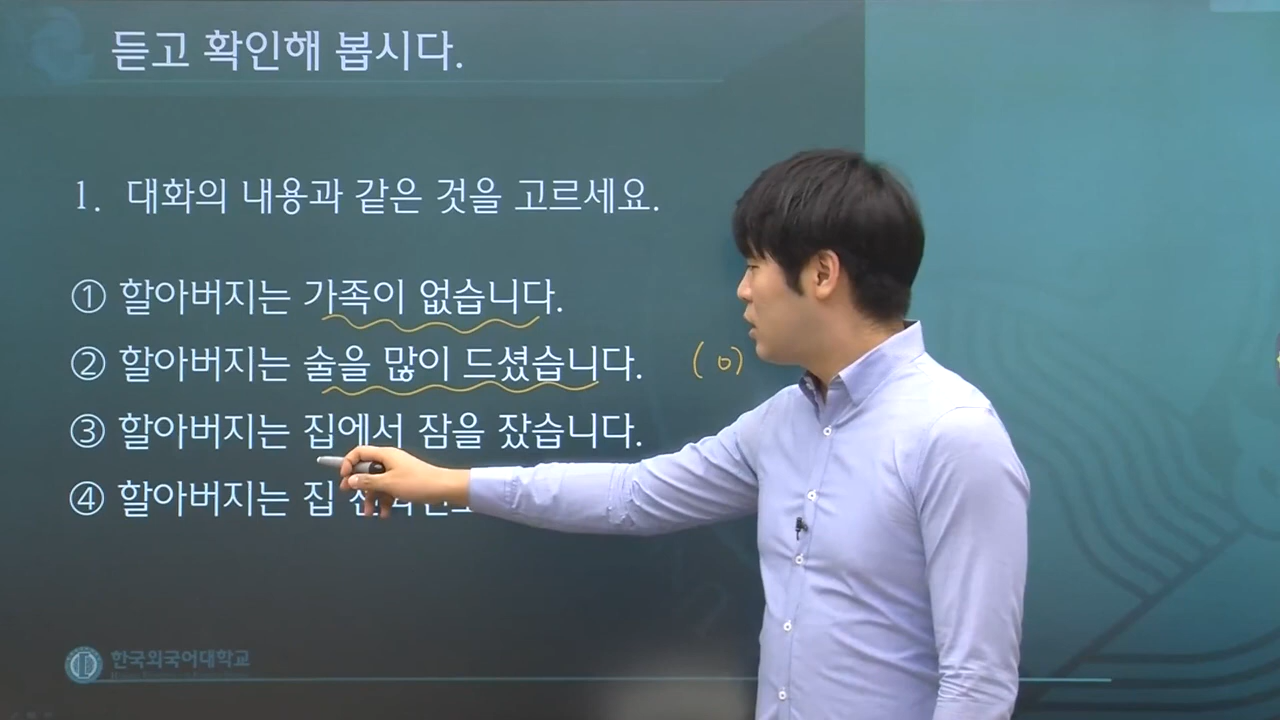 듣고 확인해 봅시다.
1. 대화의 내용과 같은 것을 고르세요.
① 할아버지는 가족이 없습니다.
② 할아버지는 술을 많이 드셨습니다. (o)
③ 할아버지는 집에서 잠을 잤습니다.
④ 할아버지는 집
한국외국어대학교